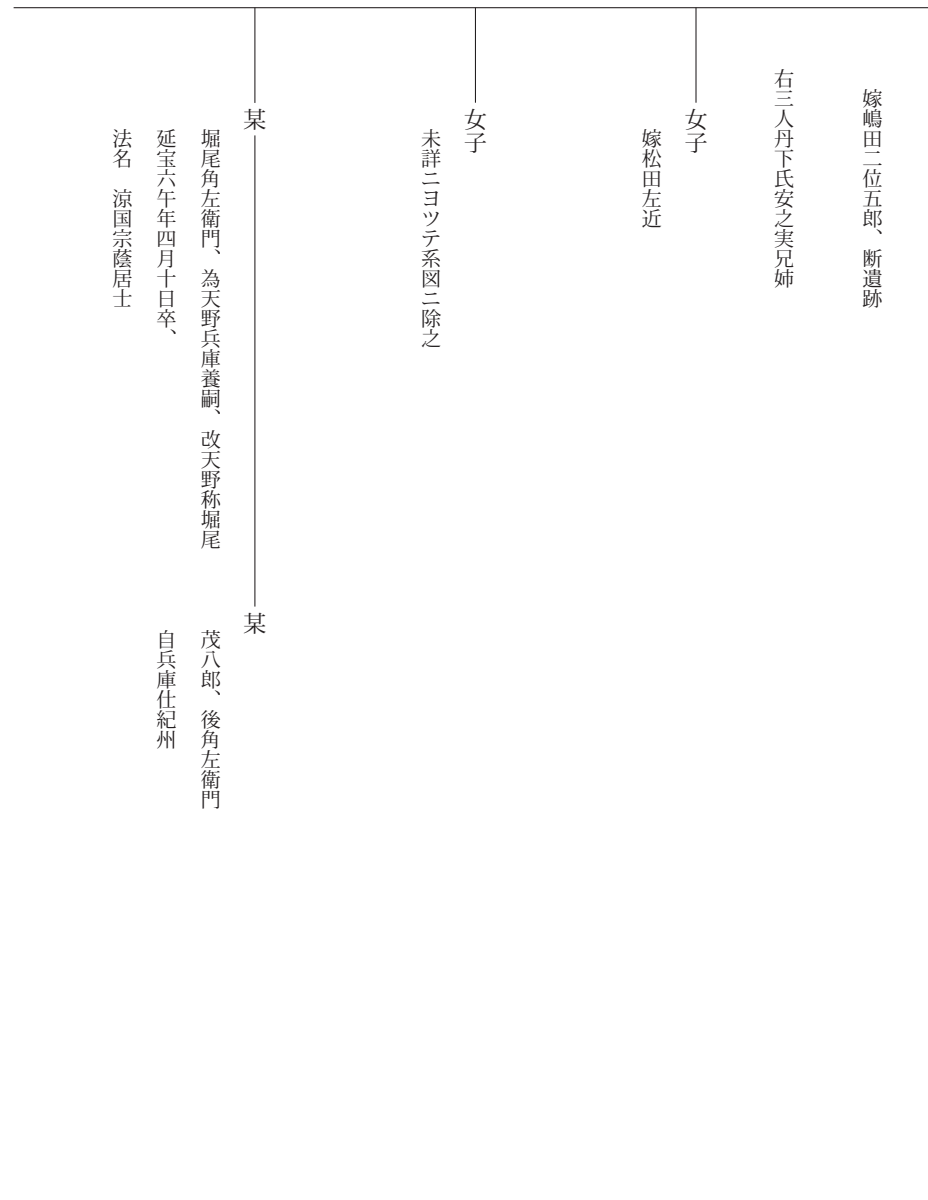 嫁嶋田二位五郎、断遺跡
右三人丹下氏安之実兄姉
女子
嫁松田左近
女子
未詳ニヨツテ系図ニ除之
某
堀尾角左衛門、為天野兵庫養嗣、改天野称堀尾
延宝六午年四月十日卒、
法名　涼国宗蔭居士
某
茂八郎、後角左衛門
自兵庫仕紀州